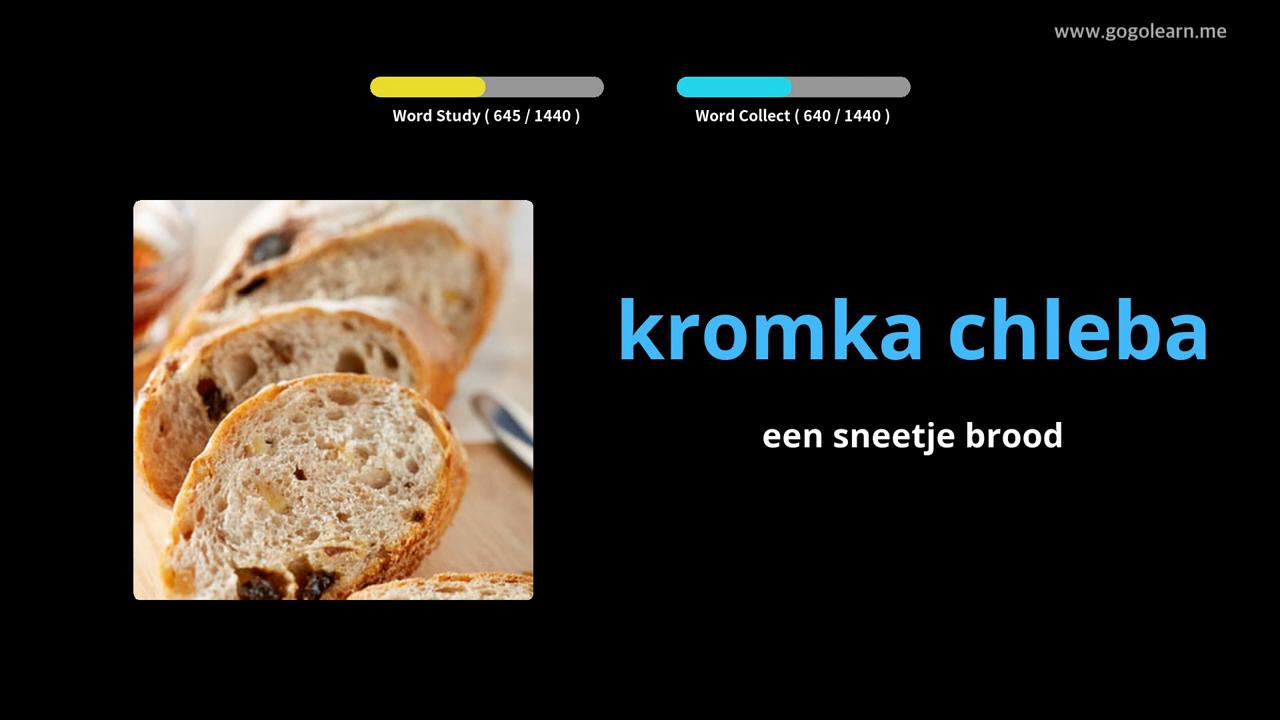 www.gogolearn.me
Word Study ( 645 / 1440 )
Word Collect ( 640 / 1440 )
kromka chleba
een sneetje brood